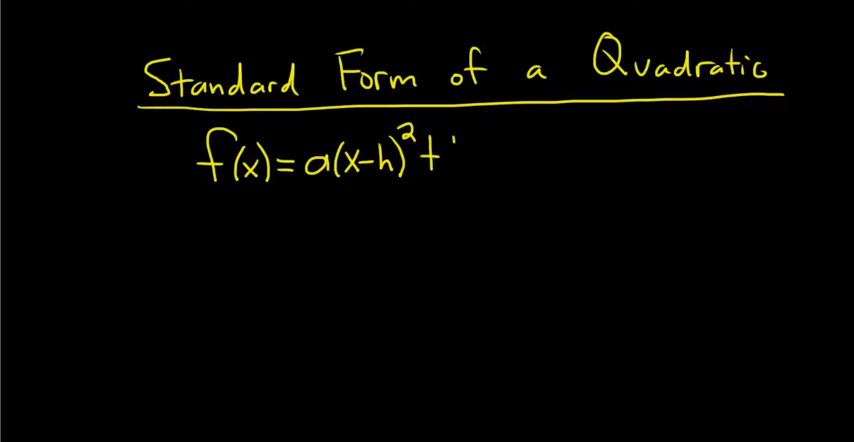 Standard Form of a Quadratic
f(x) = a(x-h)² +